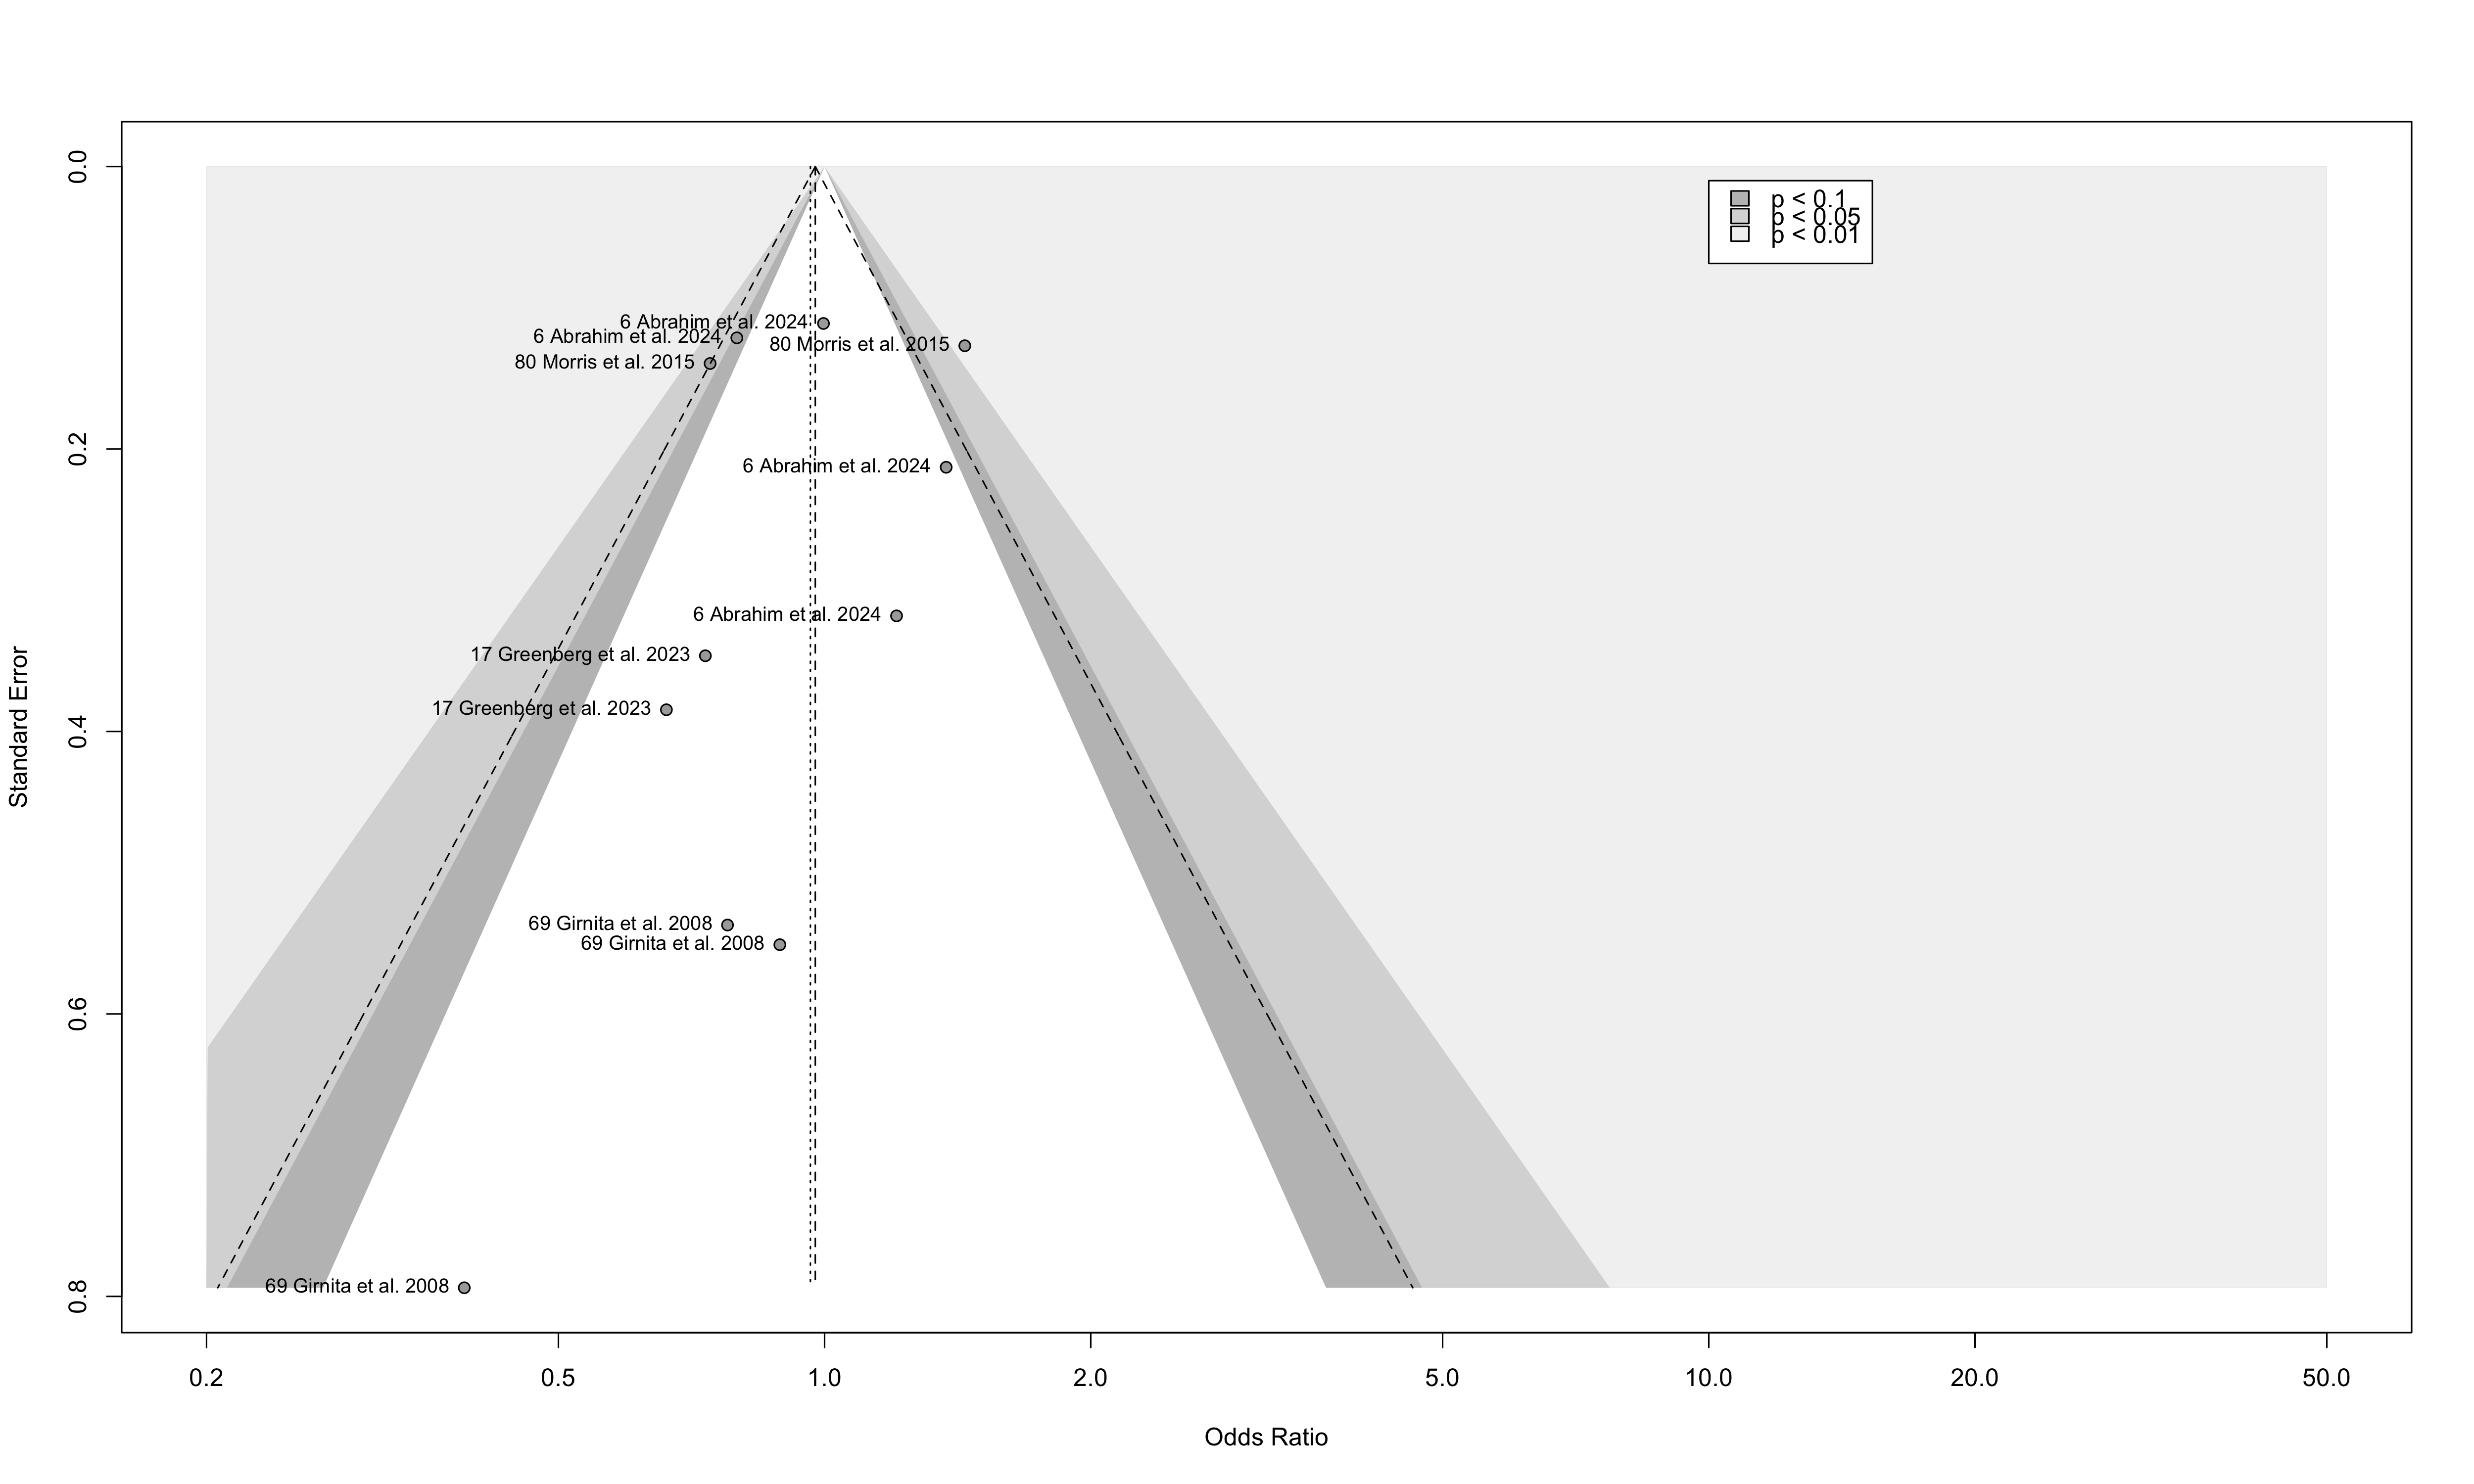 p < 0.1
p < 0.05
p < 0.01
6 Abrahim et al. 2024
6 Abrahim et al. 2024
80 Morris et al. 2015
80 Morris et al. 2015
6 Abrahim et al. 2024
6 Abrahim et al. 2024
17 Greenberg et al. 2023
17 Greenberg et al. 2023
69 Girnita et al. 2008
69 Girnita et al. 2008
69 Girnita et al. 2008
Standard Error
0.0
0.2
0.4
0.6
0.8
0.2
0.5
1.0
2.0
5.0
10.0
20.0
50.0
Odds Ratio